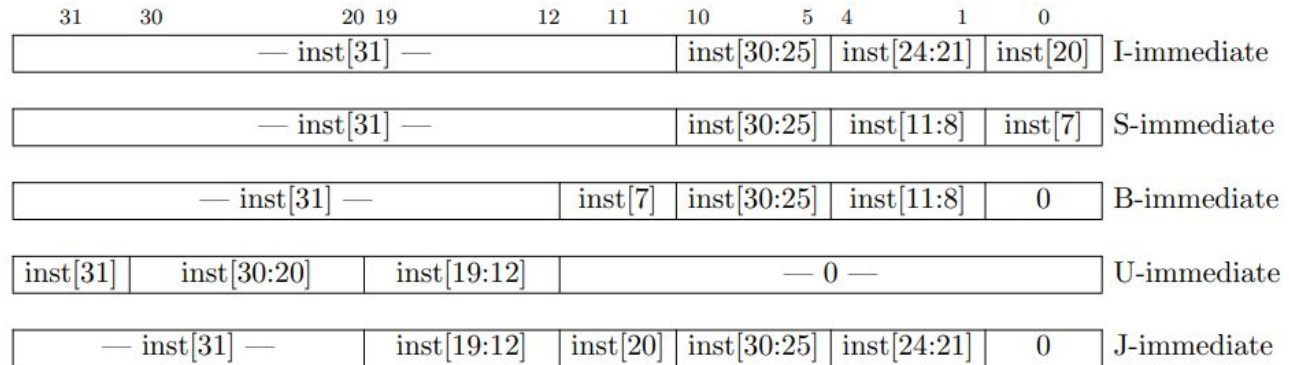 31 30 20 19 12 11 10 5 4 1 0
— inst[31] — inst[30:25] inst[24:21] inst[20] I-immediate
— inst[31] — inst[30:25] inst[11:8] inst[7] S-immediate
— inst[31] — inst[7] inst[30:25] inst[11:8] 0 B-immediate
inst[31] inst[30:20] inst[19:12] — 0 — U-immediate
— inst[31] — inst[19:12] inst[20] inst[30:25] inst[24:21] 0 J-immediate